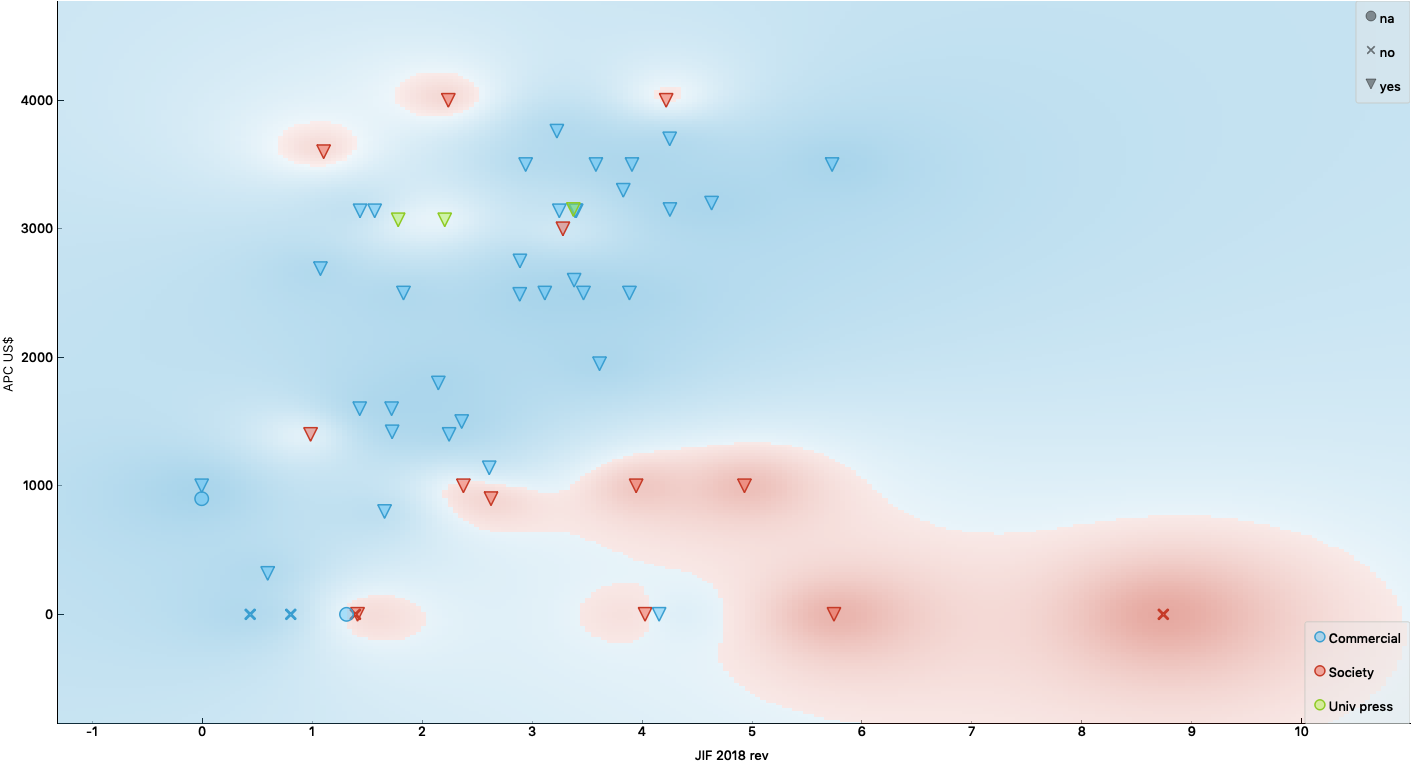 na
no
yes
4000
3000
2000
1000
0
APC US$
Commercial
Society
Univ press
-1 0 1 2 3 4 5 6 7 8 9 10
JIF 2018 rev